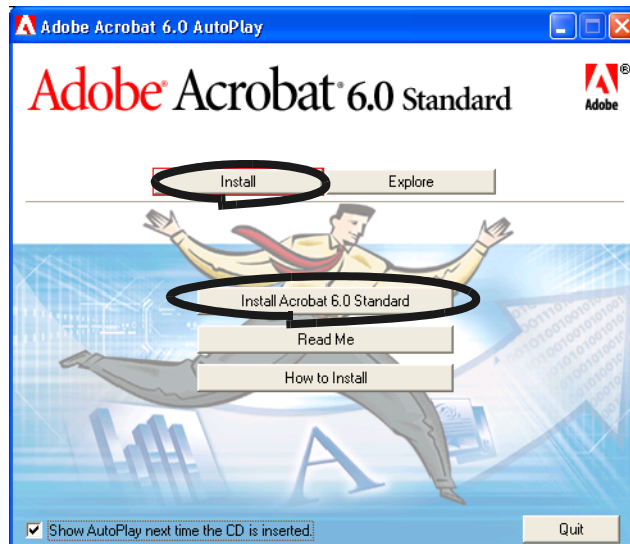 Adobe Acrobat 6.0 AutoPlay
Adobe® Acrobat® 6.0 Standard
Adobe®
Install
Explore
Install Acrobat 6.0 Standard
Read Me
How to Install
A
Show AutoPlay next time the CD is inserted.
Quit